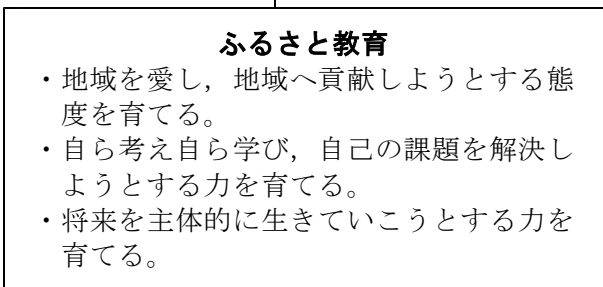 ふるさと教育
・地域を愛し，地域へ貢献しようとする態
度を育てる。
・自ら考え自ら学び，自己の課題を解決し
ようとする力を育てる。
・将来を主体的に生きていこうとする力を
育てる。